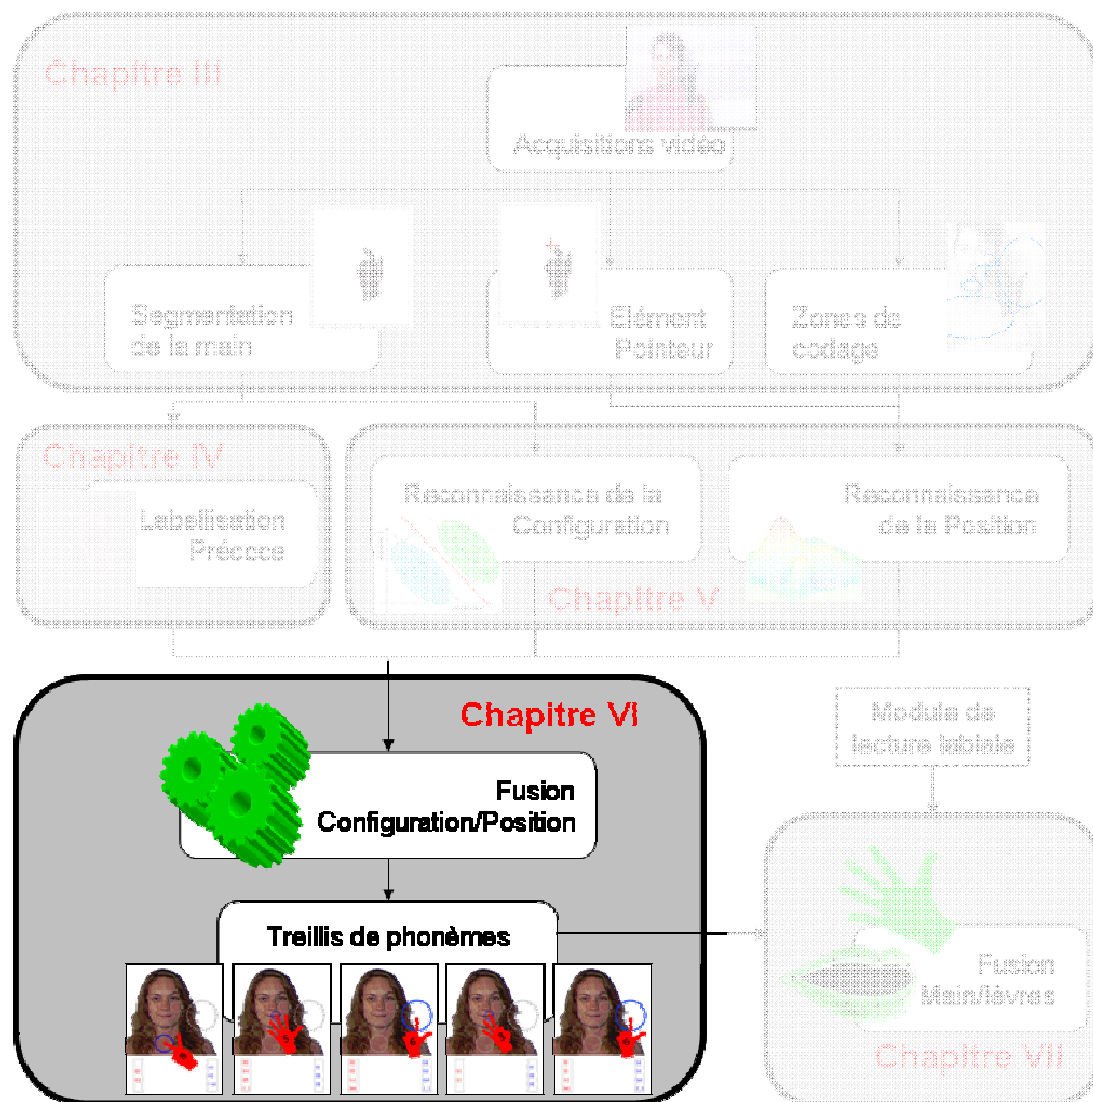 Chapitre III
Acquisitions vidéo
Segmentation
de la main
Elément
Pointeur
Zones de
codage
Chapitre IV
Labellisation
Précoce
Reconnaissance de la
Configuration
Reconnaissance
de la Position
Chapitre V
Chapitre VI
Fusion
Configuration/Position
Treillis de phonèmes
Module de
lecture labiale
Fusion
Main/lèvres
Chapitre VII